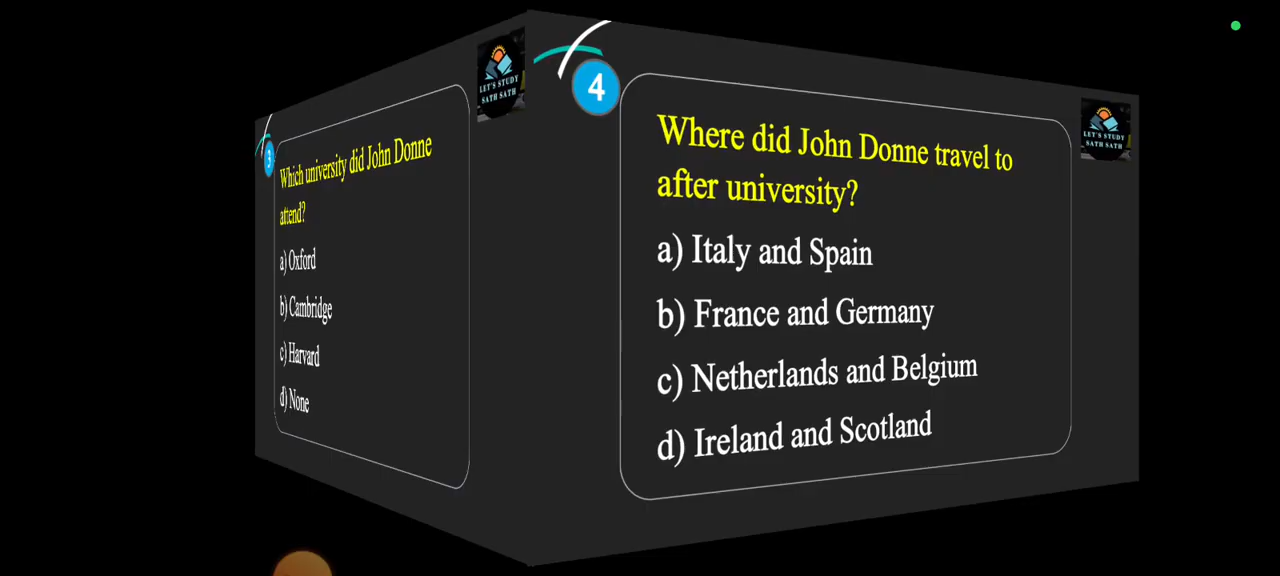 3
Which university did John Donne
attend?
a) Oxford
b) Cambridge
c) Harvard
d) None
LET'S STUDY
SATH SATH
4
Where did John Donne travel to
after university?
a) Italy and Spain
b) France and Germany
c) Netherlands and Belgium
d) Ireland and Scotland
LET'S STUDY
SATH SATH